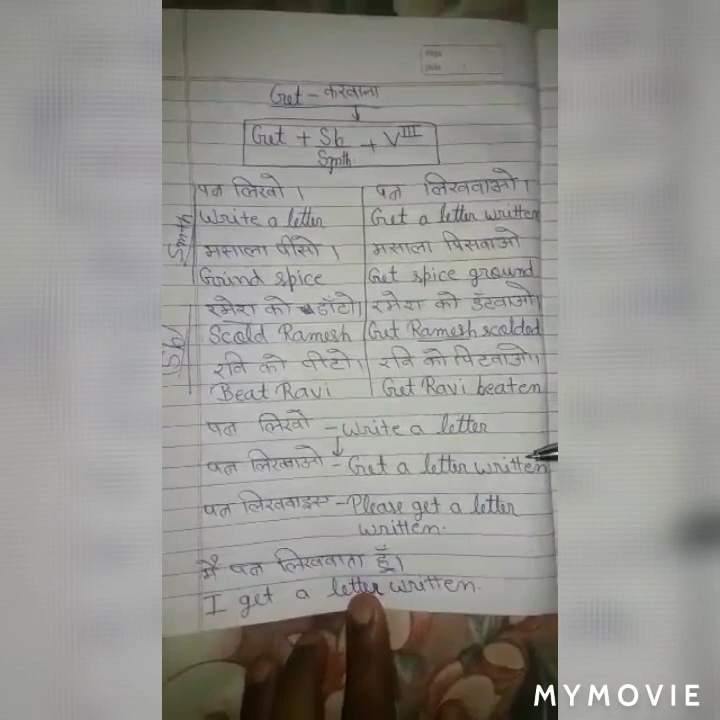 Get - करवाना
Get + Sb/Smth + V III
पत्र लिखो। पत्र लिखवाओ।
Write a letter Get a letter written
Smth
मसाला पीसो। मसाला पिसवाओ
Grind spice Get spice ground
रमेश को डाँटो। रमेश को डँटवाओ।
Scold Ramesh Get Ramesh scolded
Sb
रवि को पीटो। रवि को पिटवाओ।
Beat Ravi Get Ravi beaten
पत्र लिखो - Write a letter
पत्र लिखवाओ - Get a letter written
पत्र लिखवाइए - Please get a letter
written.
मैं पत्र लिखवाता हूँ।
I get a letter written.
MYMOVIE